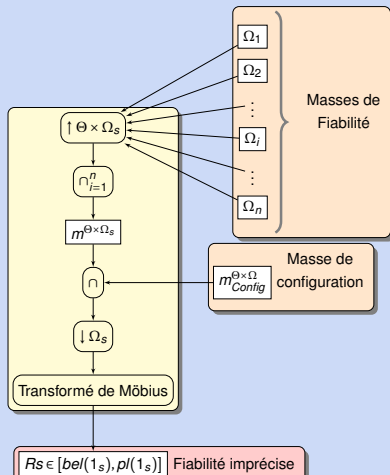 Ω₁
Ω₂
⋮
Ωᵢ
⋮
Ωₙ
Masses de
Fiabilité
↑ Θ × Ωₛ
∩ⁿᵢ₌₁
m^{Θ×Ωₛ}
∩
Masse de
configuration
m^{Θ×Ω}_{Config}
↓ Ωₛ
Transformé de Möbius
Rs ∈ [bel(1ₛ), pl(1ₛ)] Fiabilité imprécise